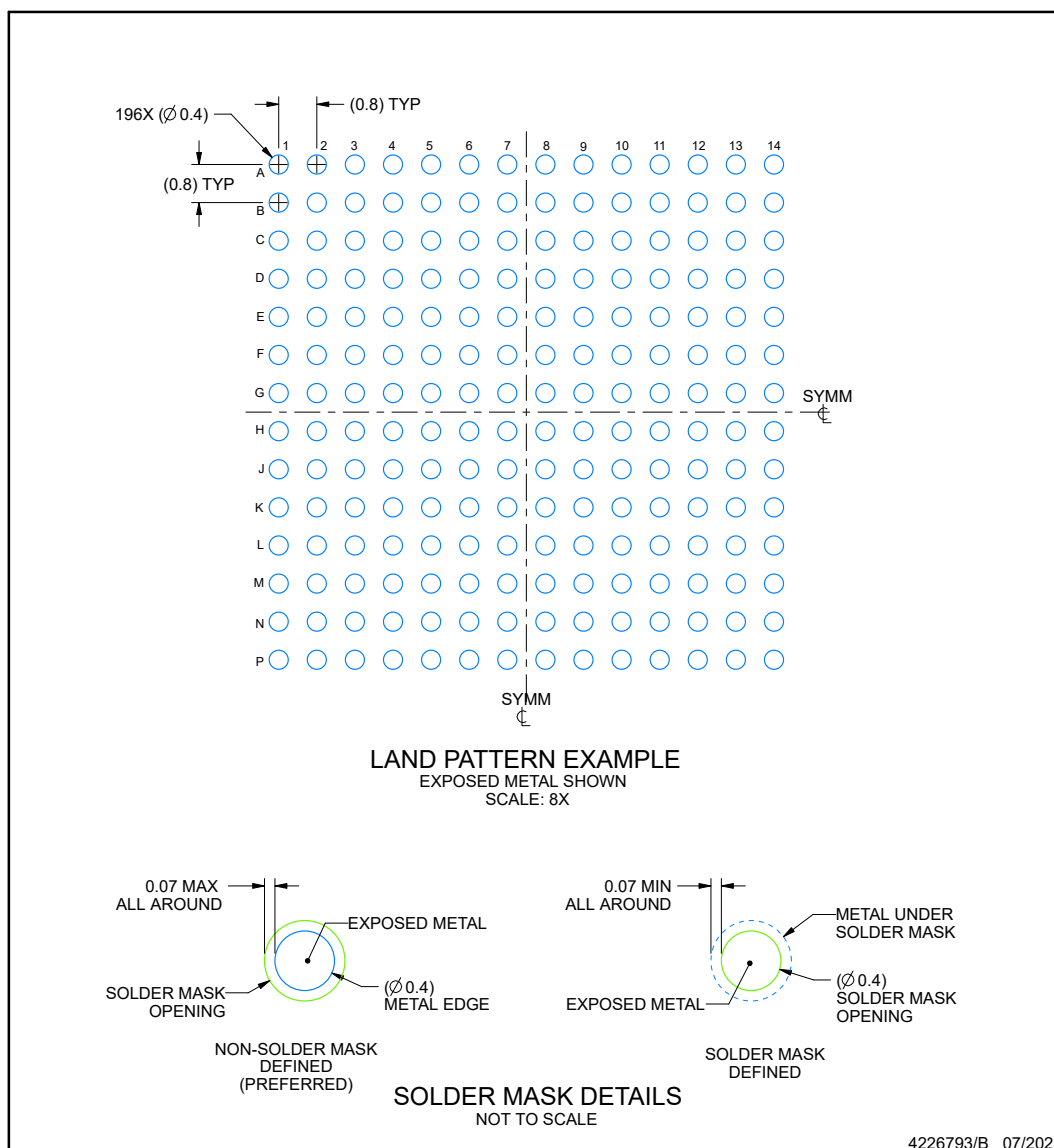 196X (∅ 0.4)
(0.8) TYP
(0.8) TYP
1 2 3 4 5 6 7 8 9 10 11 12 13 14
A
B
C
D
E
F
G
H
J
K
L
M
N
P
SYMM
SYMM
LAND PATTERN EXAMPLE
EXPOSED METAL SHOWN
SCALE: 8X
0.07 MAX
ALL AROUND
EXPOSED METAL
(∅ 0.4)
METAL EDGE
SOLDER MASK
OPENING
NON-SOLDER MASK
DEFINED
(PREFERRED)
0.07 MIN
ALL AROUND
METAL UNDER
SOLDER MASK
(∅ 0.4)
SOLDER MASK
OPENING
EXPOSED METAL
SOLDER MASK
DEFINED
SOLDER MASK DETAILS
NOT TO SCALE
4226793/B 07/202